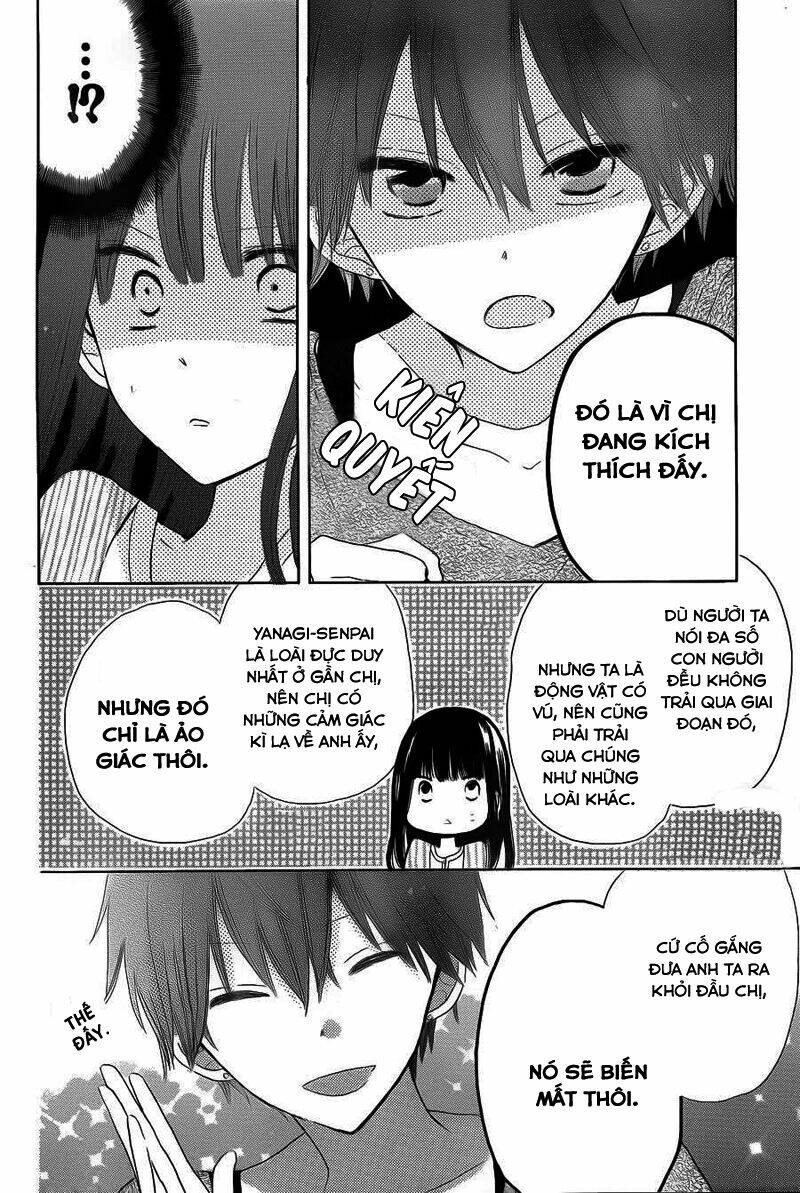 ĐÓ LÀ VÌ CHỊ
ĐANG KÍCH
THÍCH ĐẤY.
KIÊN
QUYẾT
...
!?
DÙ NGƯỜI TA
NÓI ĐA SỐ
CON NGƯỜI
ĐỀU KHÔNG
TRẢI QUA GIAI
ĐOẠN ĐÓ,
NHƯNG TA LÀ
ĐỘNG VẬT CÓ
VÚ, NÊN CŨNG
PHẢI TRẢI
QUA CHÚNG
NHƯ NHỮNG
LOÀI KHÁC.
YANAGI-SENPAI
LÀ LOÀI ĐỰC DUY
NHẤT Ở GẦN CHỊ,
NÊN CHỊ CÓ
NHỮNG CẢM GIÁC
KÌ LẠ VỀ ANH ẤY,
NHƯNG ĐÓ
CHỈ LÀ ẢO
GIÁC THÔI.
CỨ CỐ GẮNG
ĐƯA ANH TA RA
KHỎI ĐẦU CHỊ,
NÓ SẼ BIẾN
MẤT THÔI.
THẾ
ĐẤY.